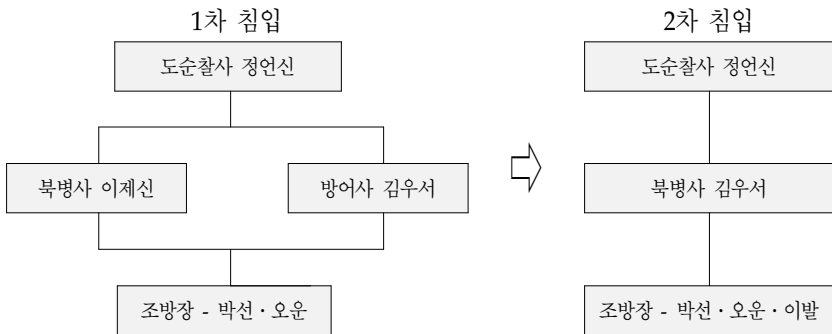 1차 침입
도순찰사 정언신
북병사 이제신
방어사 김우서
조방장 - 박선·오운
2차 침입
도순찰사 정언신
북병사 김우서
조방장 - 박선·오운·이발